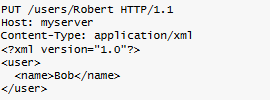 PUT /users/Robert HTTP/1.1
Host: myserver
Content-Type: application/xml
<?xml version="1.0"?>
<user>
  <name>Bob</name>
</user>